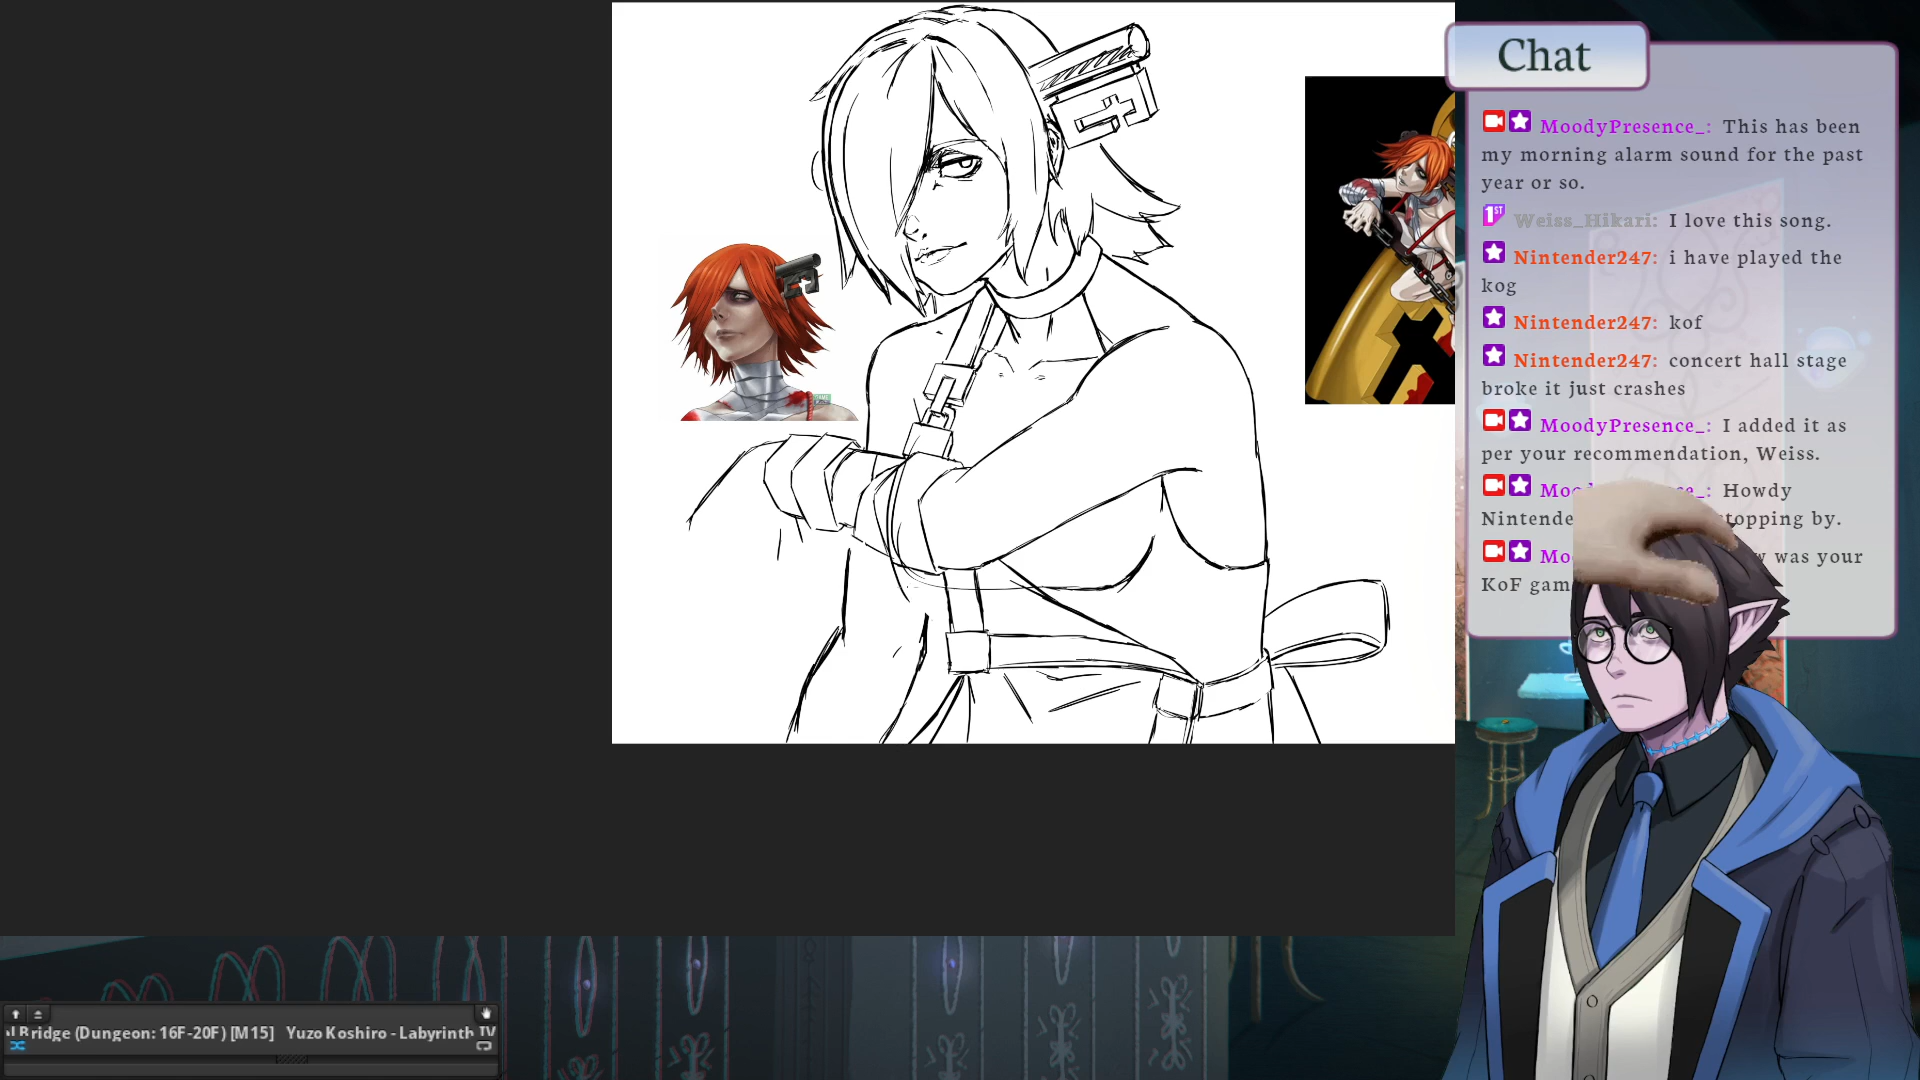 Chat
MoodyPresence_: This has been
my morning alarm sound for the past
year or so.
1ST Weiss_Hikari: I love this song.
Nintender247: i have played the
kog
Nintender247: kof
Nintender247: concert hall stage
broke it just crashes
MoodyPresence_: I added it as
per your recommendation, Weiss.
Howdy
topping by.
was your
KoF
Bridge (Dungeon: 16F-20F) [M15] Yuzo Koshiro - Labyrinth IV